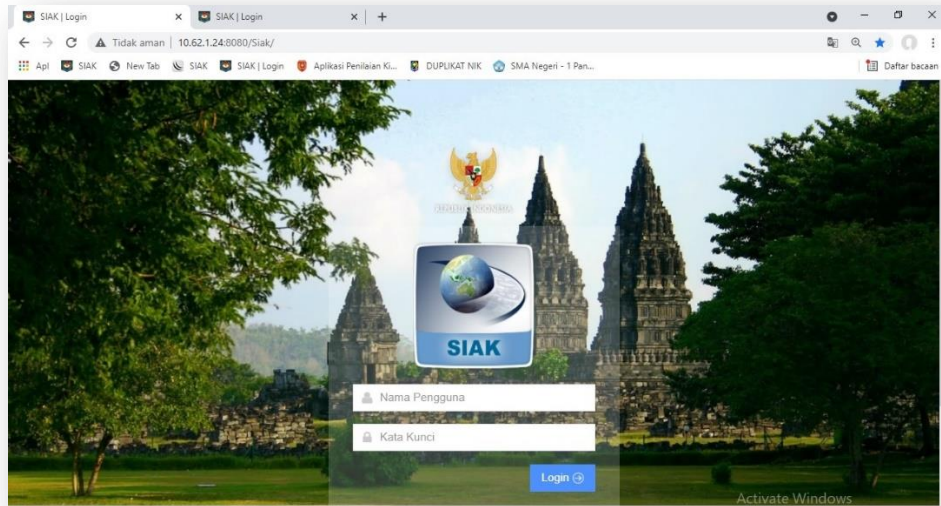 SIAK | Login
SIAK | Login
Tidak aman | 10.62.1.24:8080/Siak/
Apl SIAK New Tab SIAK SIAK | Login Aplikasi Penilaian Ki... DUPLIKAT NIK SMA Negeri - 1 Pan... Daftar bacaan
REPUBLIK INDONESIA
SIAK
Nama Pengguna
Kata Kunci
Login
Activate Windows